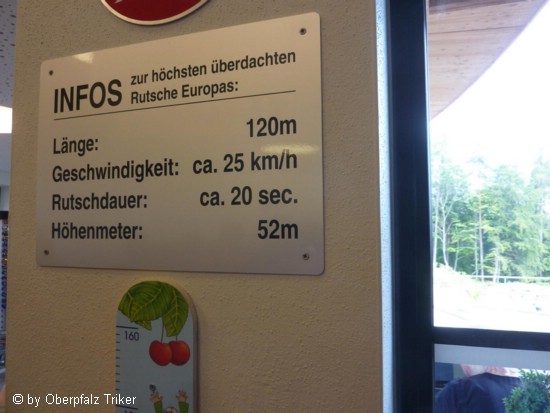 INFOS zur höchsten überdachten
Rutsche Europas:
Länge: 120m
Geschwindigkeit: ca. 25 km/h
Rutschdauer: ca. 20 sec.
Höhenmeter: 52m
160
© by Oberpfalz Triker